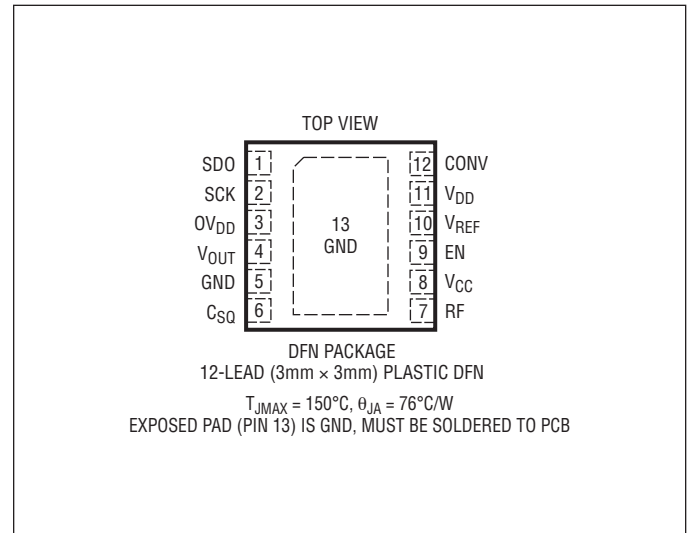 TOP VIEW
SDO 1 12 CONV
SCK 2 11 VDD
OVDD 3 10 VREF
13
GND
VOUT 4 9 EN
GND 5 8 VCC
CSQ 6 7 RF
DFN PACKAGE
12-LEAD (3mm × 3mm) PLASTIC DFN
TJMAX = 150°C, θJA = 76°C/W
EXPOSED PAD (PIN 13) IS GND, MUST BE SOLDERED TO PCB